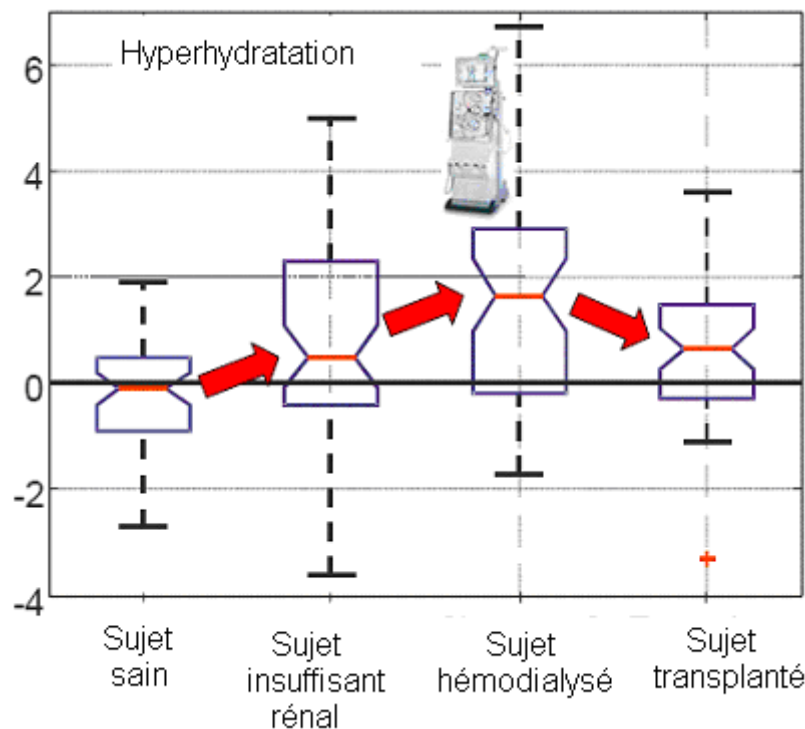 Hyperhydratation
6
4
2
0
-2
-4
Sujet
sain
Sujet
insuffisant
rénal
Sujet
hémodialysé
Sujet
transplanté